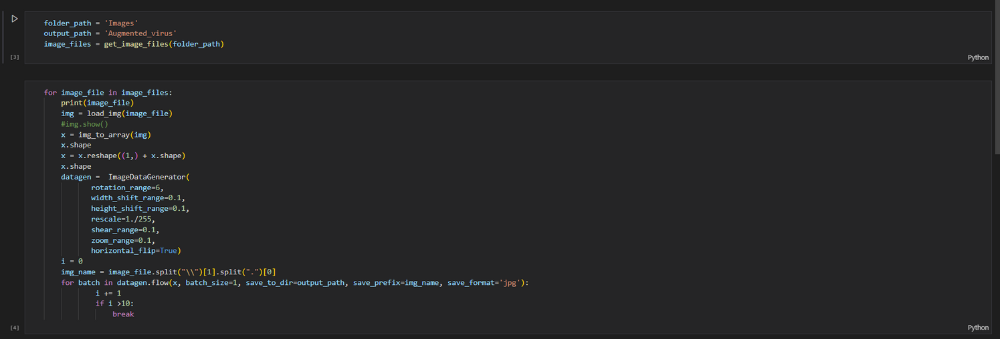 folder_path = 'Images'
output_path = 'Augmented_virus'
image_files = get_image_files(folder_path)
[3]
Python
for image_file in image_files:
    print(image_file)
    img = load_img(image_file)
    #img.show()
    x = img_to_array(img)
    x.shape
    x = x.reshape((1,) + x.shape)
    x.shape
    datagen =  ImageDataGenerator(
           rotation_range=6,
           width_shift_range=0.1,
           height_shift_range=0.1,
           rescale=1./255,
           shear_range=0.1,
           zoom_range=0.1,
           horizontal_flip=True)
    i = 0
    img_name = image_file.split("\\")[1].split(".")[0]
    for batch in datagen.flow(x, batch_size=1, save_to_dir=output_path, save_prefix=img_name, save_format='jpg'):
            i += 1
            if i >10:
                break
[4]
Python